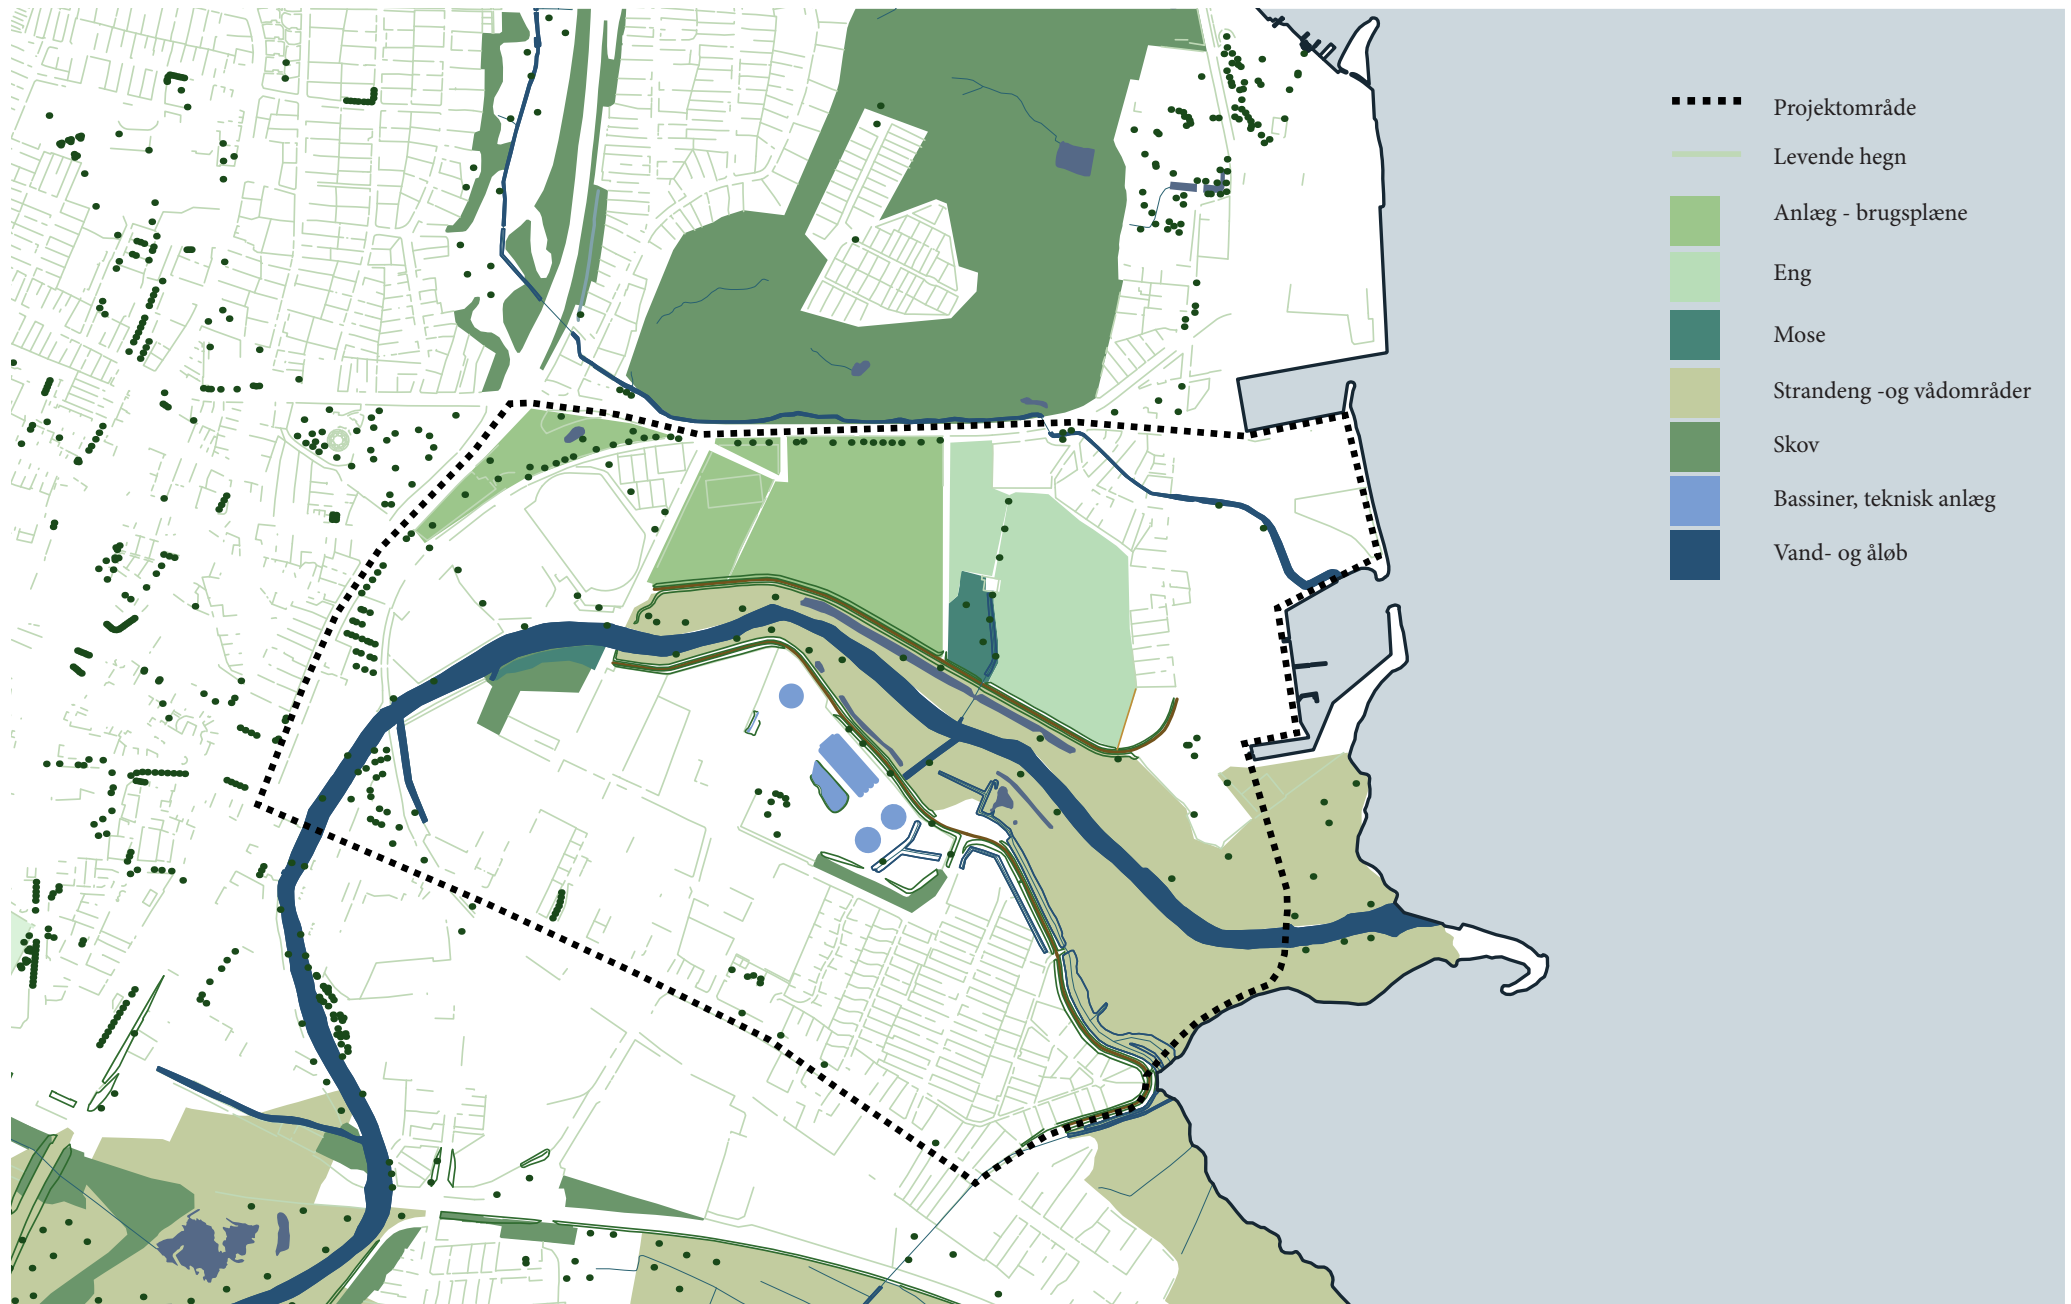 Projektområde
Levende hegn
Anlæg - brugsplæne
Eng
Mose
Strandeng -og vådområder
Skov
Bassiner, teknisk anlæg
Vand- og åløb